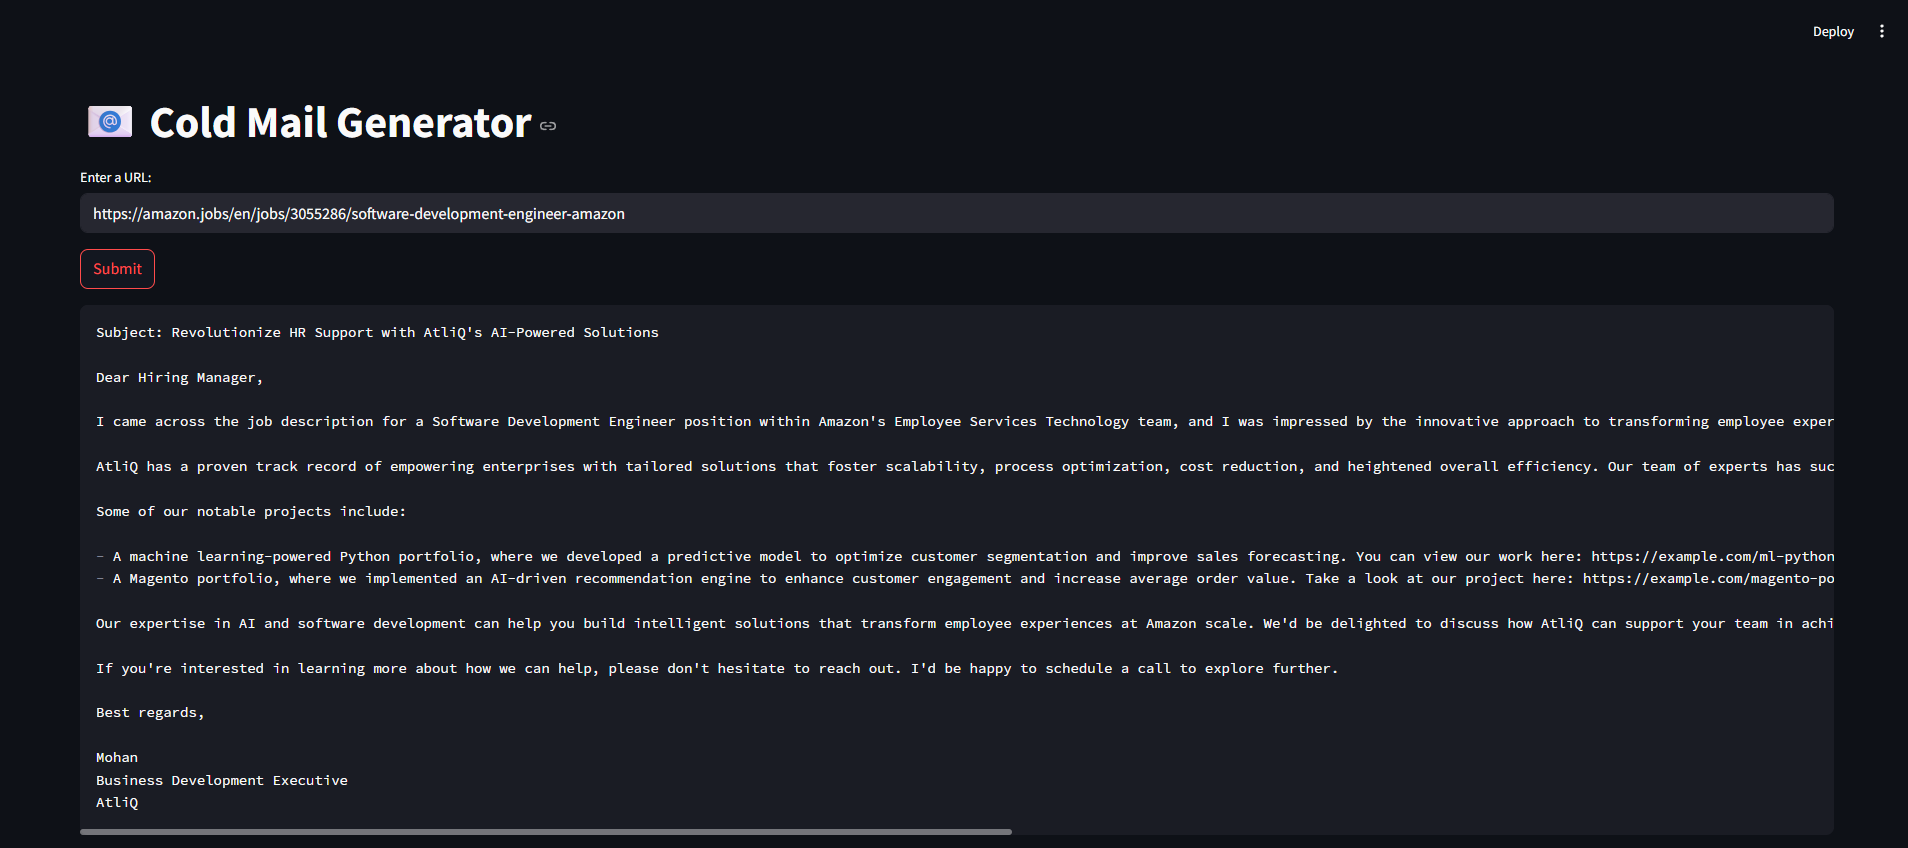 Deploy
Cold Mail Generator
Enter a URL:
https://amazon.jobs/en/jobs/3055286/software-development-engineer-amazon
Submit
Subject: Revolutionize HR Support with AtliQ's AI-Powered Solutions
Dear Hiring Manager,
I came across the job description for a Software Development Engineer position within Amazon's Employee Services Technology team, and I was impressed by the innovative approach to transforming employee exper
AtliQ has a proven track record of empowering enterprises with tailored solutions that foster scalability, process optimization, cost reduction, and heightened overall efficiency. Our team of experts has suc
Some of our notable projects include:
- A machine learning-powered Python portfolio, where we developed a predictive model to optimize customer segmentation and improve sales forecasting. You can view our work here: https://example.com/ml-python
- A Magento portfolio, where we implemented an AI-driven recommendation engine to enhance customer engagement and increase average order value. Take a look at our project here: https://example.com/magento-po
Our expertise in AI and software development can help you build intelligent solutions that transform employee experiences at Amazon scale. We'd be delighted to discuss how AtliQ can support your team in achi
If you're interested in learning more about how we can help, please don't hesitate to reach out. I'd be happy to schedule a call to explore further.
Best regards,
Mohan
Business Development Executive
AtliQ